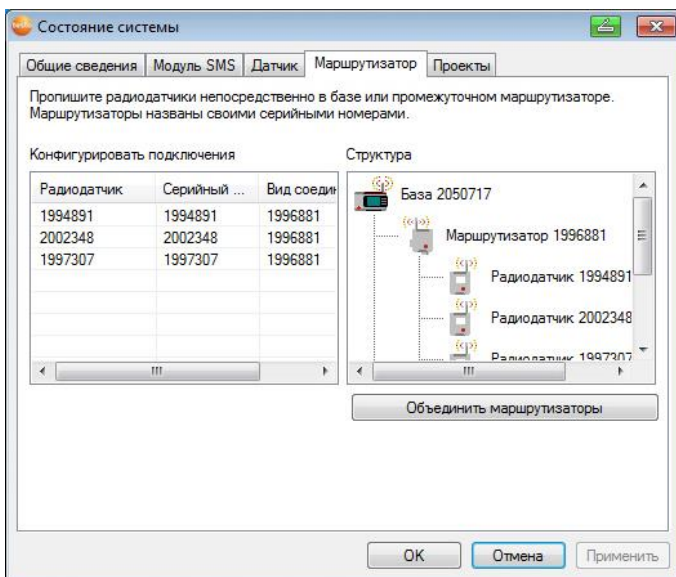 Состояние системы
Общие сведения Модуль SMS Датчик Маршрутизатор Проекты
Пропишите радиодатчики непосредственно в базе или промежуточном маршрутизаторе.
Маршрутизаторы названы своими серийными номерами.
Конфигурировать подключения
Радиодатчик Серийный ... Вид соедин
1994891 1994891 1996881
2002348 2002348 1996881
1997307 1997307 1996881
Структура
База 2050717
Маршрутизатор 1996881
Радиодатчик 1994891
Радиодатчик 2002348
Радиодатчик 1997307
Объединить маршрутизаторы
OK Отмена Применить